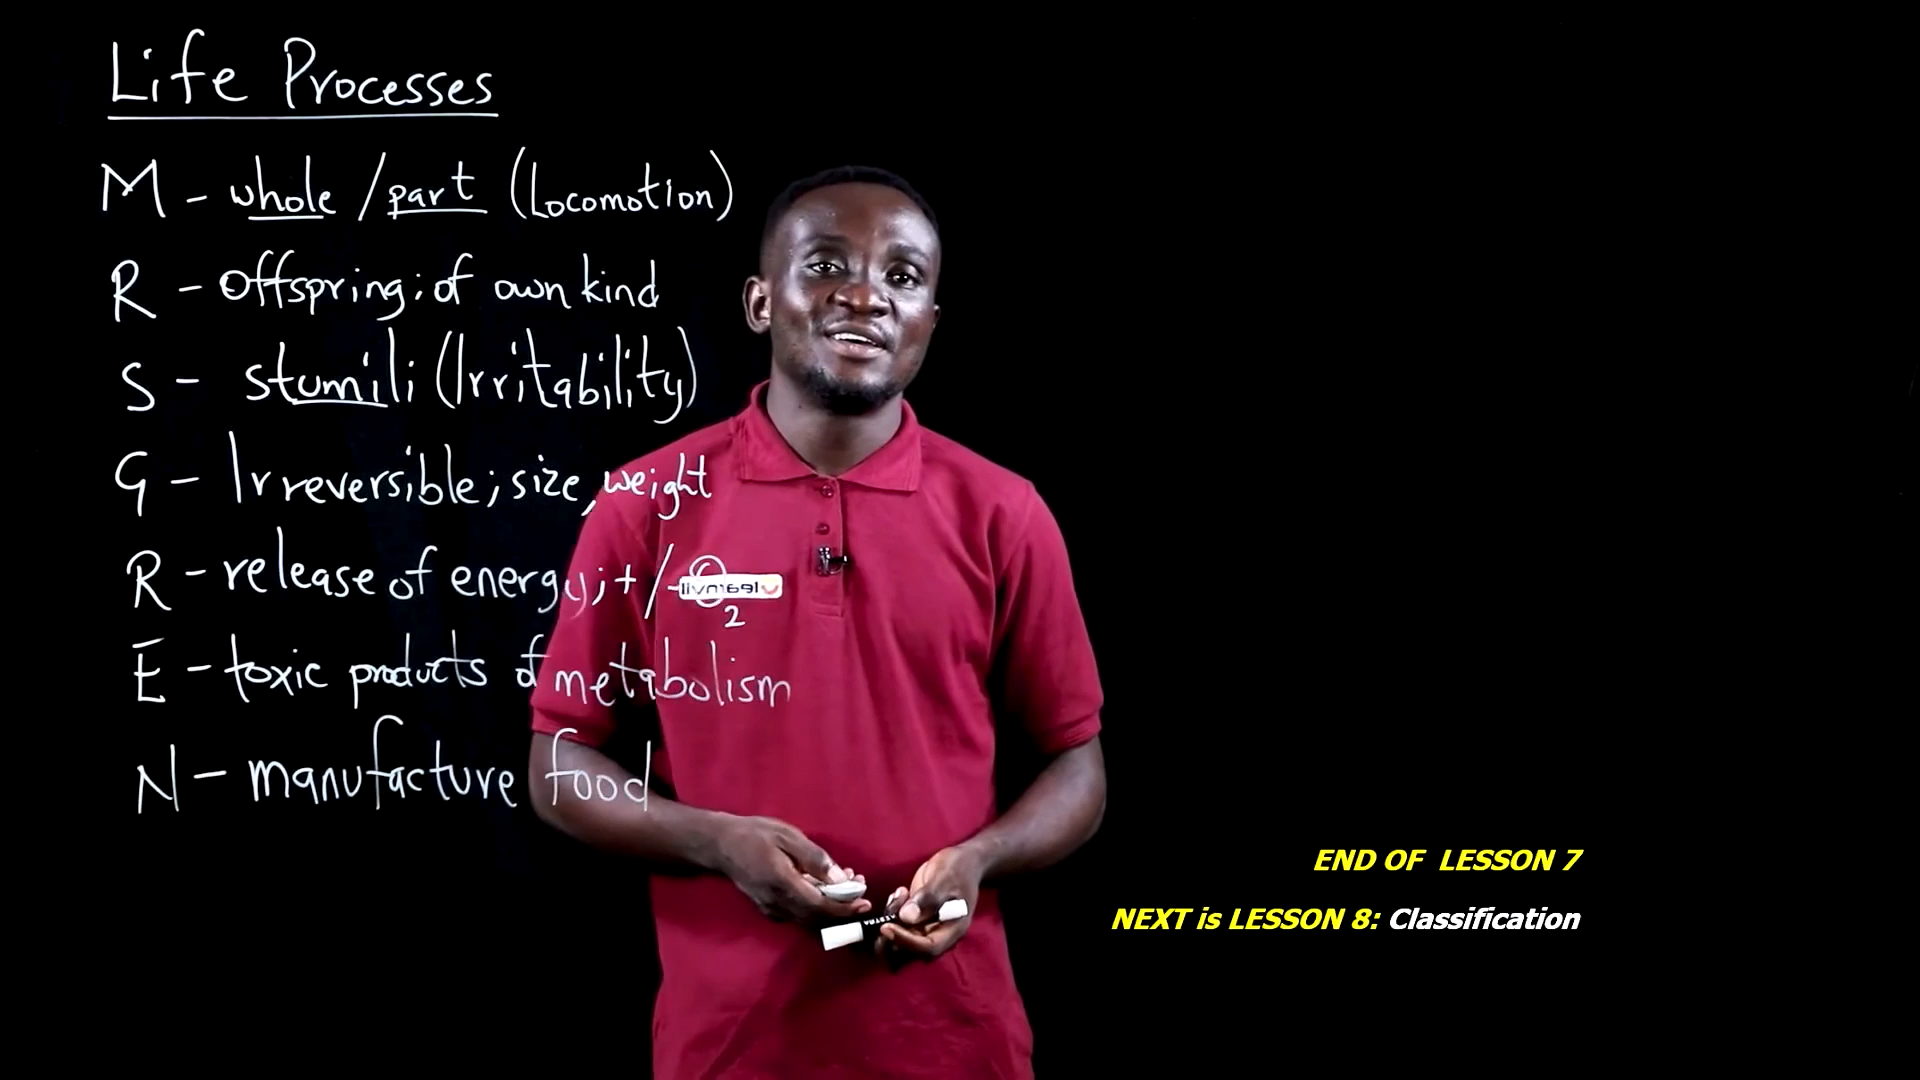 Life Processes
M - whole / part (Locomotion)
R - Offspring; of own kind
S - stumili (Irritability)
G - Irreversible; size, weight
R - release of energy; + / - O2
E - toxic products of metabolism
N - manufacture food
learnvil
END OF LESSON 7
NEXT is LESSON 8: Classification